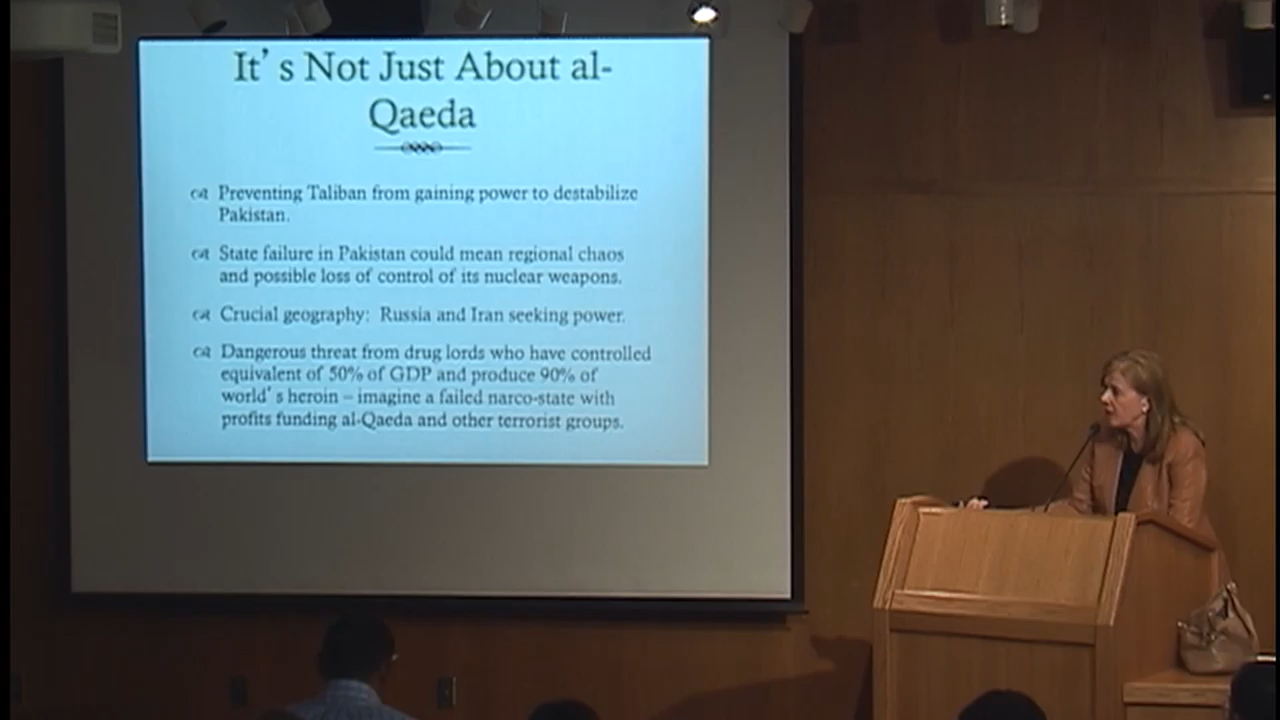 It's Not Just About al-
Qaeda
Preventing Taliban from gaining power to destabilize
Pakistan.
State failure in Pakistan could mean regional chaos
and possible loss of control of its nuclear weapons.
Crucial geography: Russia and Iran seeking power.
Dangerous threat from drug lords who have controlled
equivalent of 50% of GDP and produce 90% of
world's heroin – imagine a failed narco-state with
profits funding al-Qaeda and other terrorist groups.